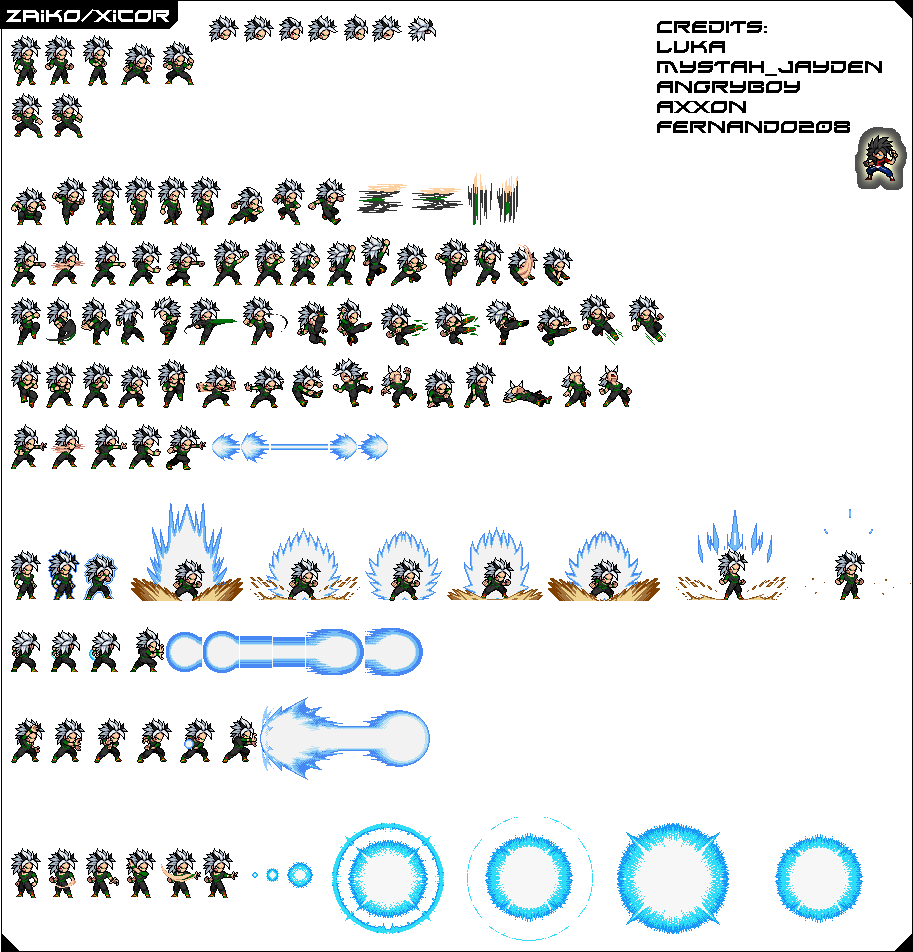 ZAIKO/XICOR
CREDITS:
LUKA
MYSTAH_JAYDEN
ANGRYBOY
AXXON
FERNANDO208